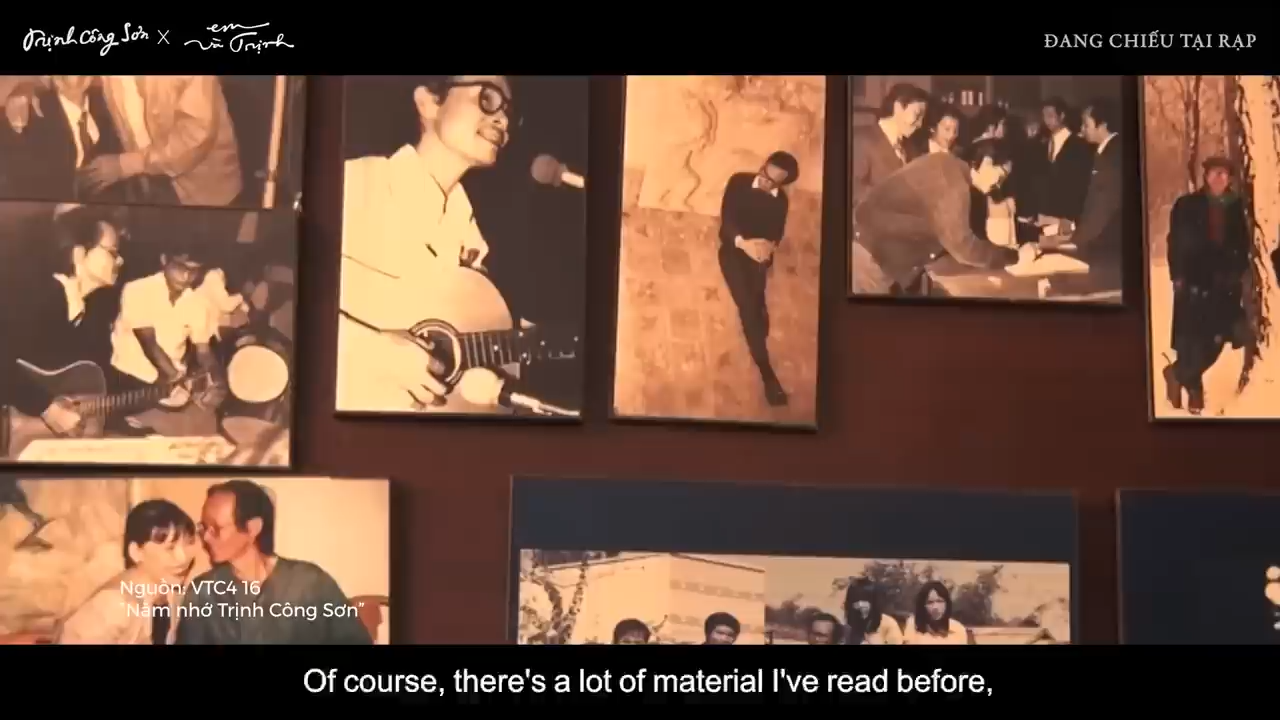 Trịnh Công Sơn X em và Trịnh
ĐANG CHIẾU TẠI RẠP
Nguồn: VTC4 16
"Năm nhớ Trịnh Công Sơn"
Of course, there's a lot of material I've read before,